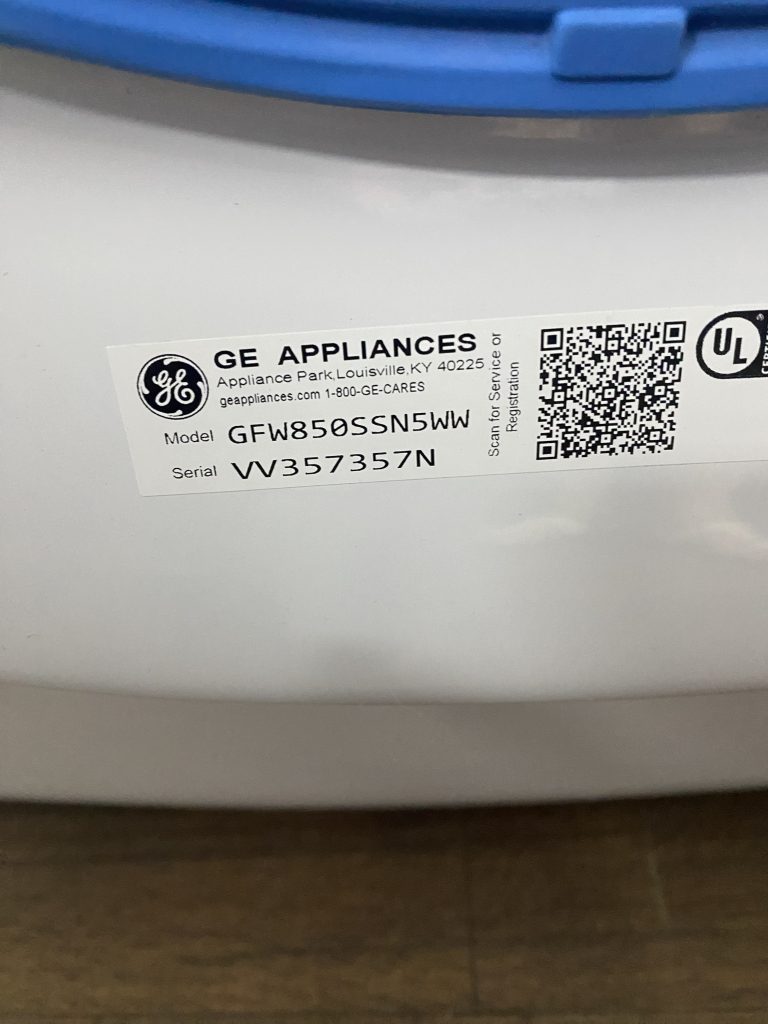 GE
GE APPLIANCES
Appliance Park,Louisville,KY 40225
geappliances.com 1-800-GE-CARES
Model GFW850SSN5WW
Serial VV357357N
Scan for Service or
Registration
UL
®